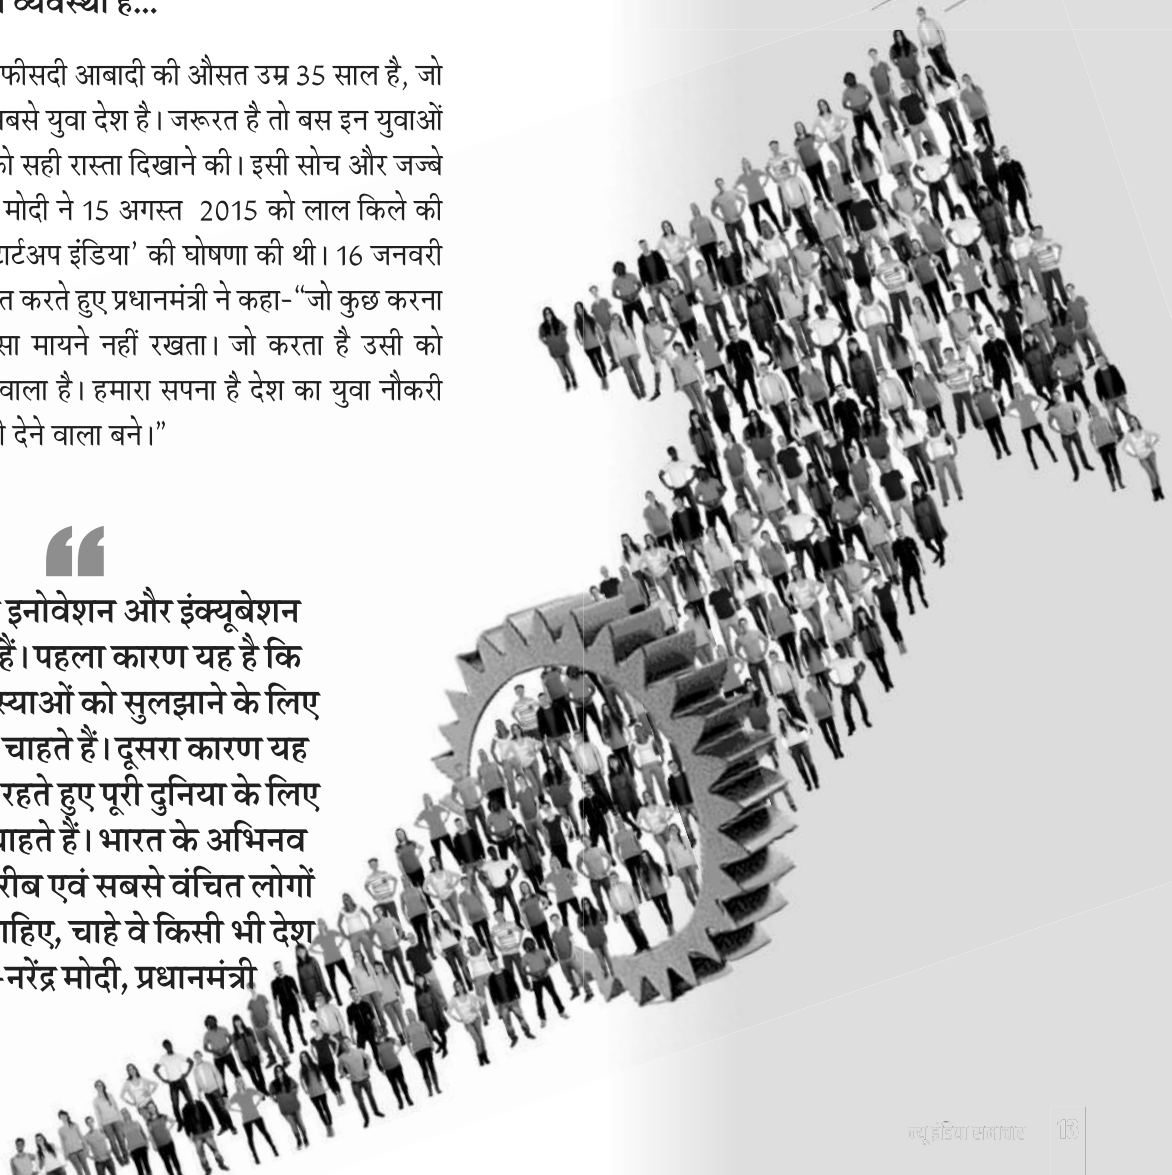 व्यवस्था है...
फीसदी आबादी की औसत उम्र 35 साल है, जो
युवा देश है। जरूरत है तो बस इन युवाओं
सही रास्ता दिखाने की। इसी सोच और जज्बे
मोदी ने 15 अगस्त 2015 को लाल किले की
इंडिया’ की घोषणा की थी। 16 जनवरी
करते हुए प्रधानमंत्री ने कहा-“जो कुछ करना
मायने नहीं रखता। जो करता है उसी को
वाला है। हमारा सपना है देश का युवा नौकरी
देने वाला बने।”
“
इनोवेशन और इंक्यूबेशन
हैं। पहला कारण यह है कि
को सुलझाने के लिए
चाहते हैं। दूसरा कारण यह
रहते हुए पूरी दुनिया के लिए
चाहते हैं। भारत के अभिनव
एवं सबसे वंचित लोगों
चाहे वे किसी भी देश
-नरेंद्र मोदी, प्रधानमंत्री
न्यू इंडिया समाचार 13